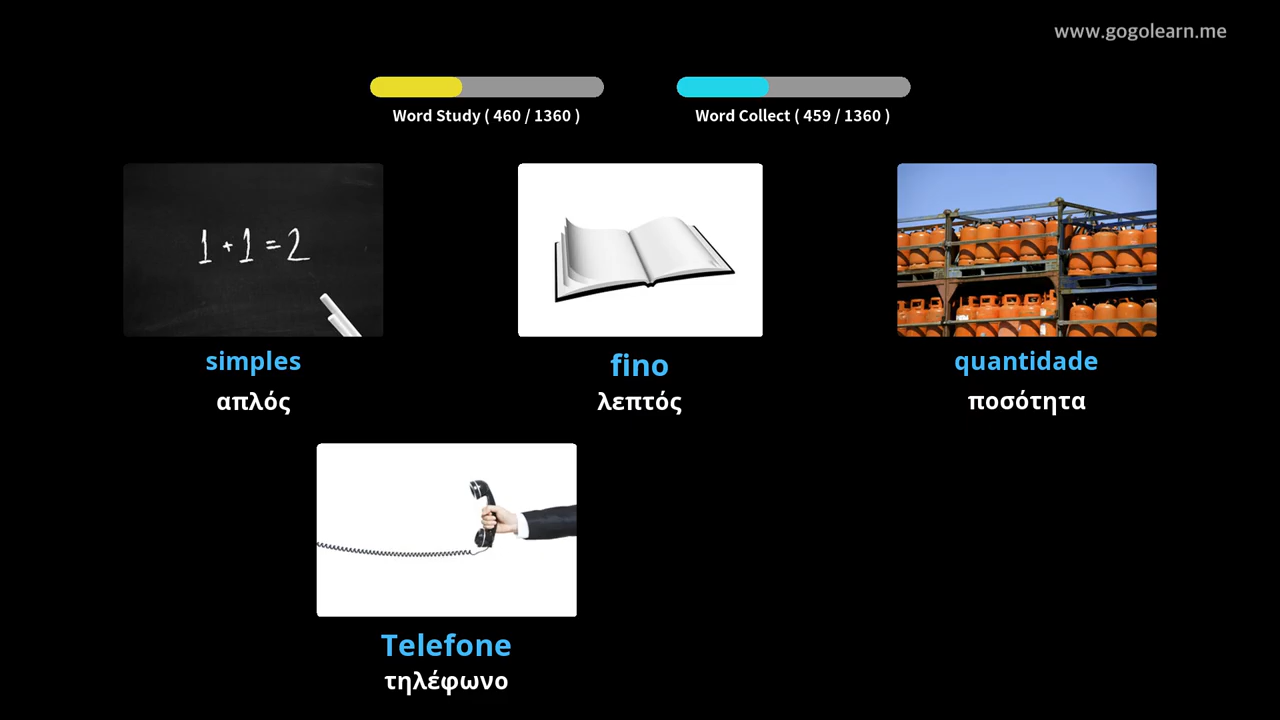 www.gogolearn.me
Word Study ( 460 / 1360 )
Word Collect ( 459 / 1360 )
1 + 1 = 2
simples
απλός
fino
λεπτός
quantidade
ποσότητα
Telefone
τηλέφωνο